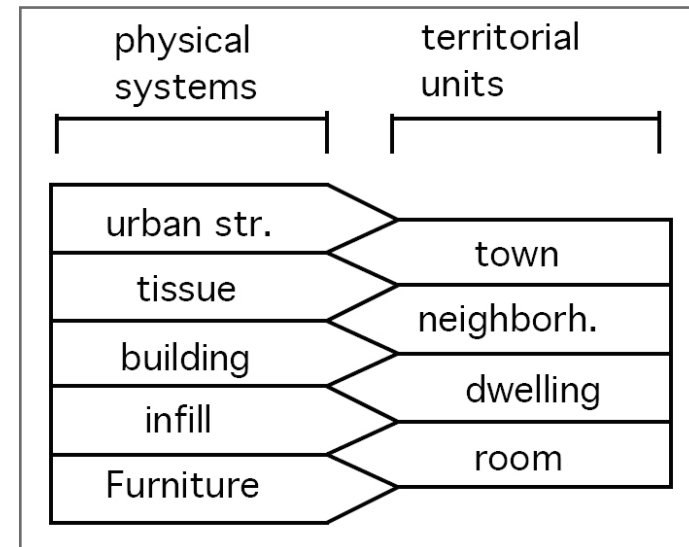 physical
systems
territorial
units
urban str.
tissue
building
infill
Furniture
town
neighborh.
dwelling
room